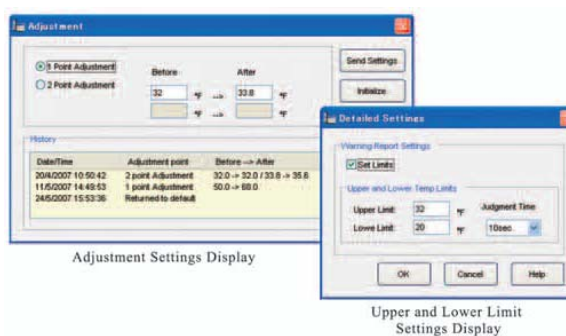 Adjustment
1 Point Adjustment
2 Point Adjustment
Before
After
32 °F ...> 33.8 °F
°F ...> °F
Send Settings
Initialize
History
Date/Time Adjustment point Before --> After
20/4/2007 10:50:42 2 point Adjustment 32.0 -> 32.0 / 33.8 -> 35.6
11/5/2007 14:49:53 1 point Adjustment 50.0 -> 68.0
24/5/2007 15:53:36 Returned to default
Adjustment Settings Display
Detailed Settings
Warning Report Settings
Set Limits
Upper and Lower Temp Limits
Upper Limit: 32 °F Judgment Time
Lowe Limit: 20 °F 10sec.
OK Cancel Help
Upper and Lower Limit
Settings Display